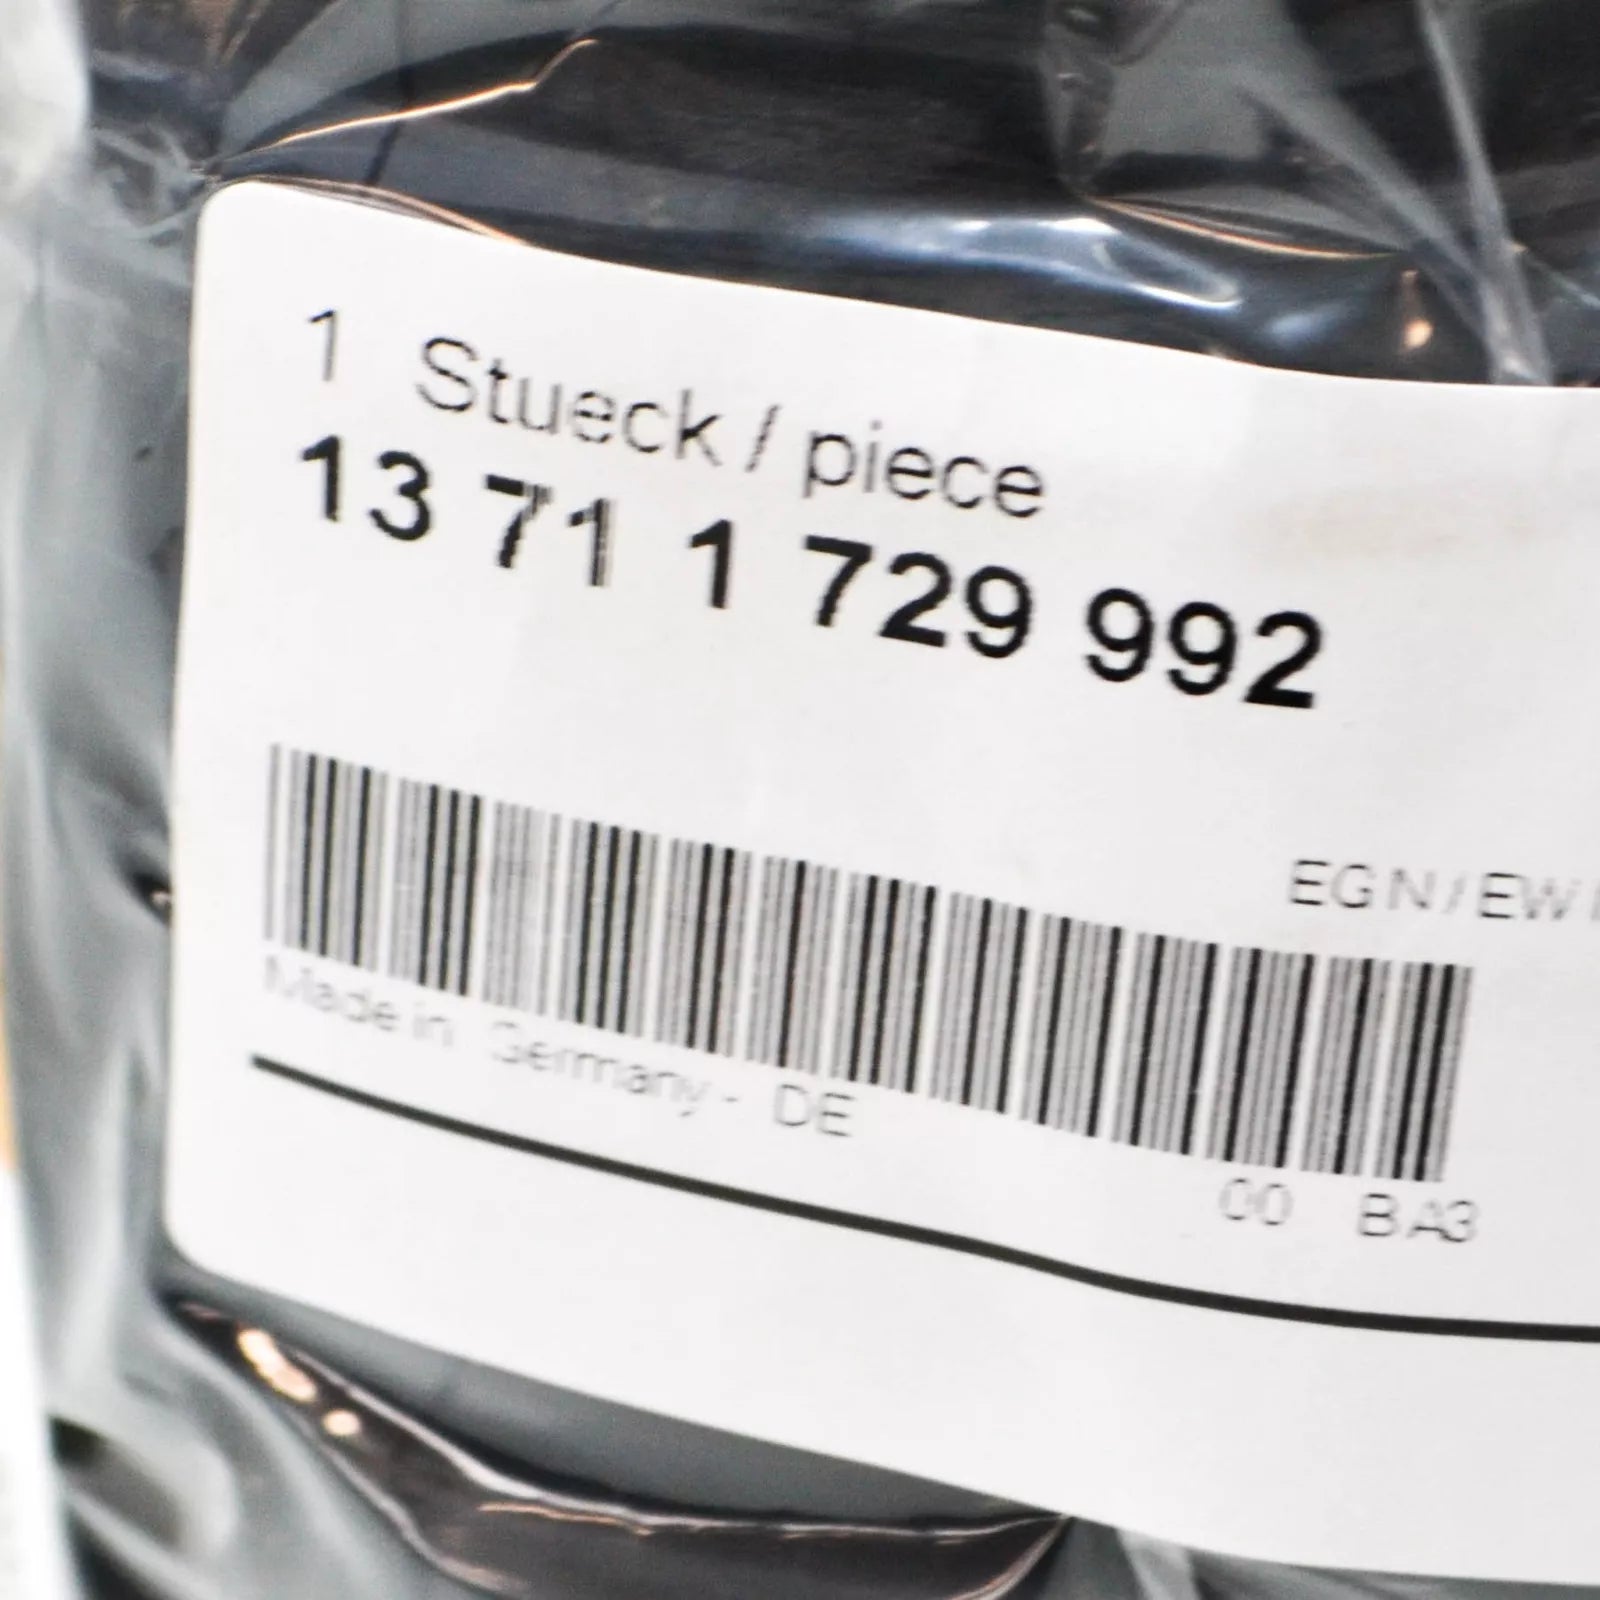 1 Stueck / piece
13 71 1 729 992
EGN/EW
Made in Germany - DE
00 BA3